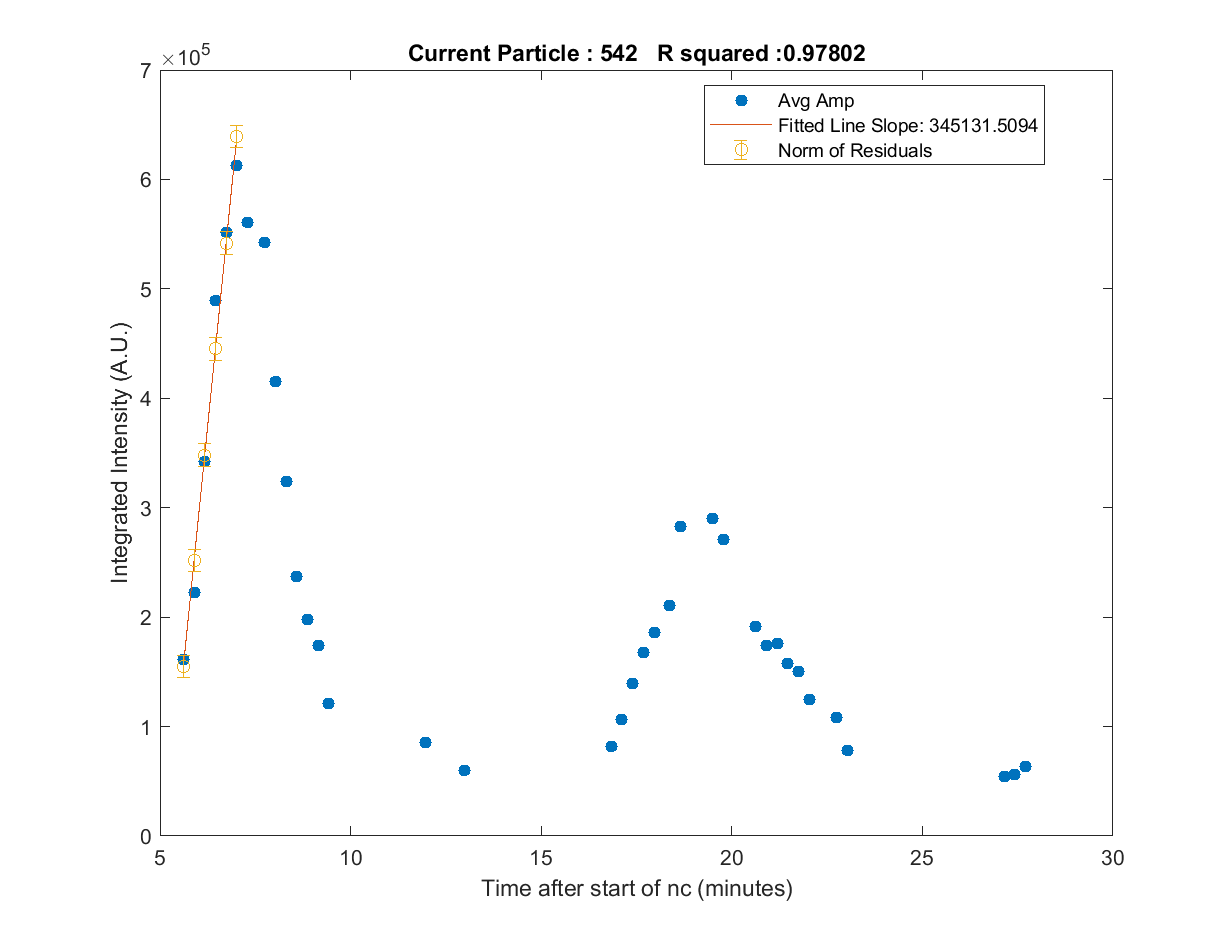 Current Particle : 542 R squared :0.97802
×10^5
Avg Amp
Fitted Line Slope: 345131.5094
Norm of Residuals
7
6
5
4
3
2
1
0
Integrated Intensity (A.U.)
5 10 15 20 25 30
Time after start of nc (minutes)